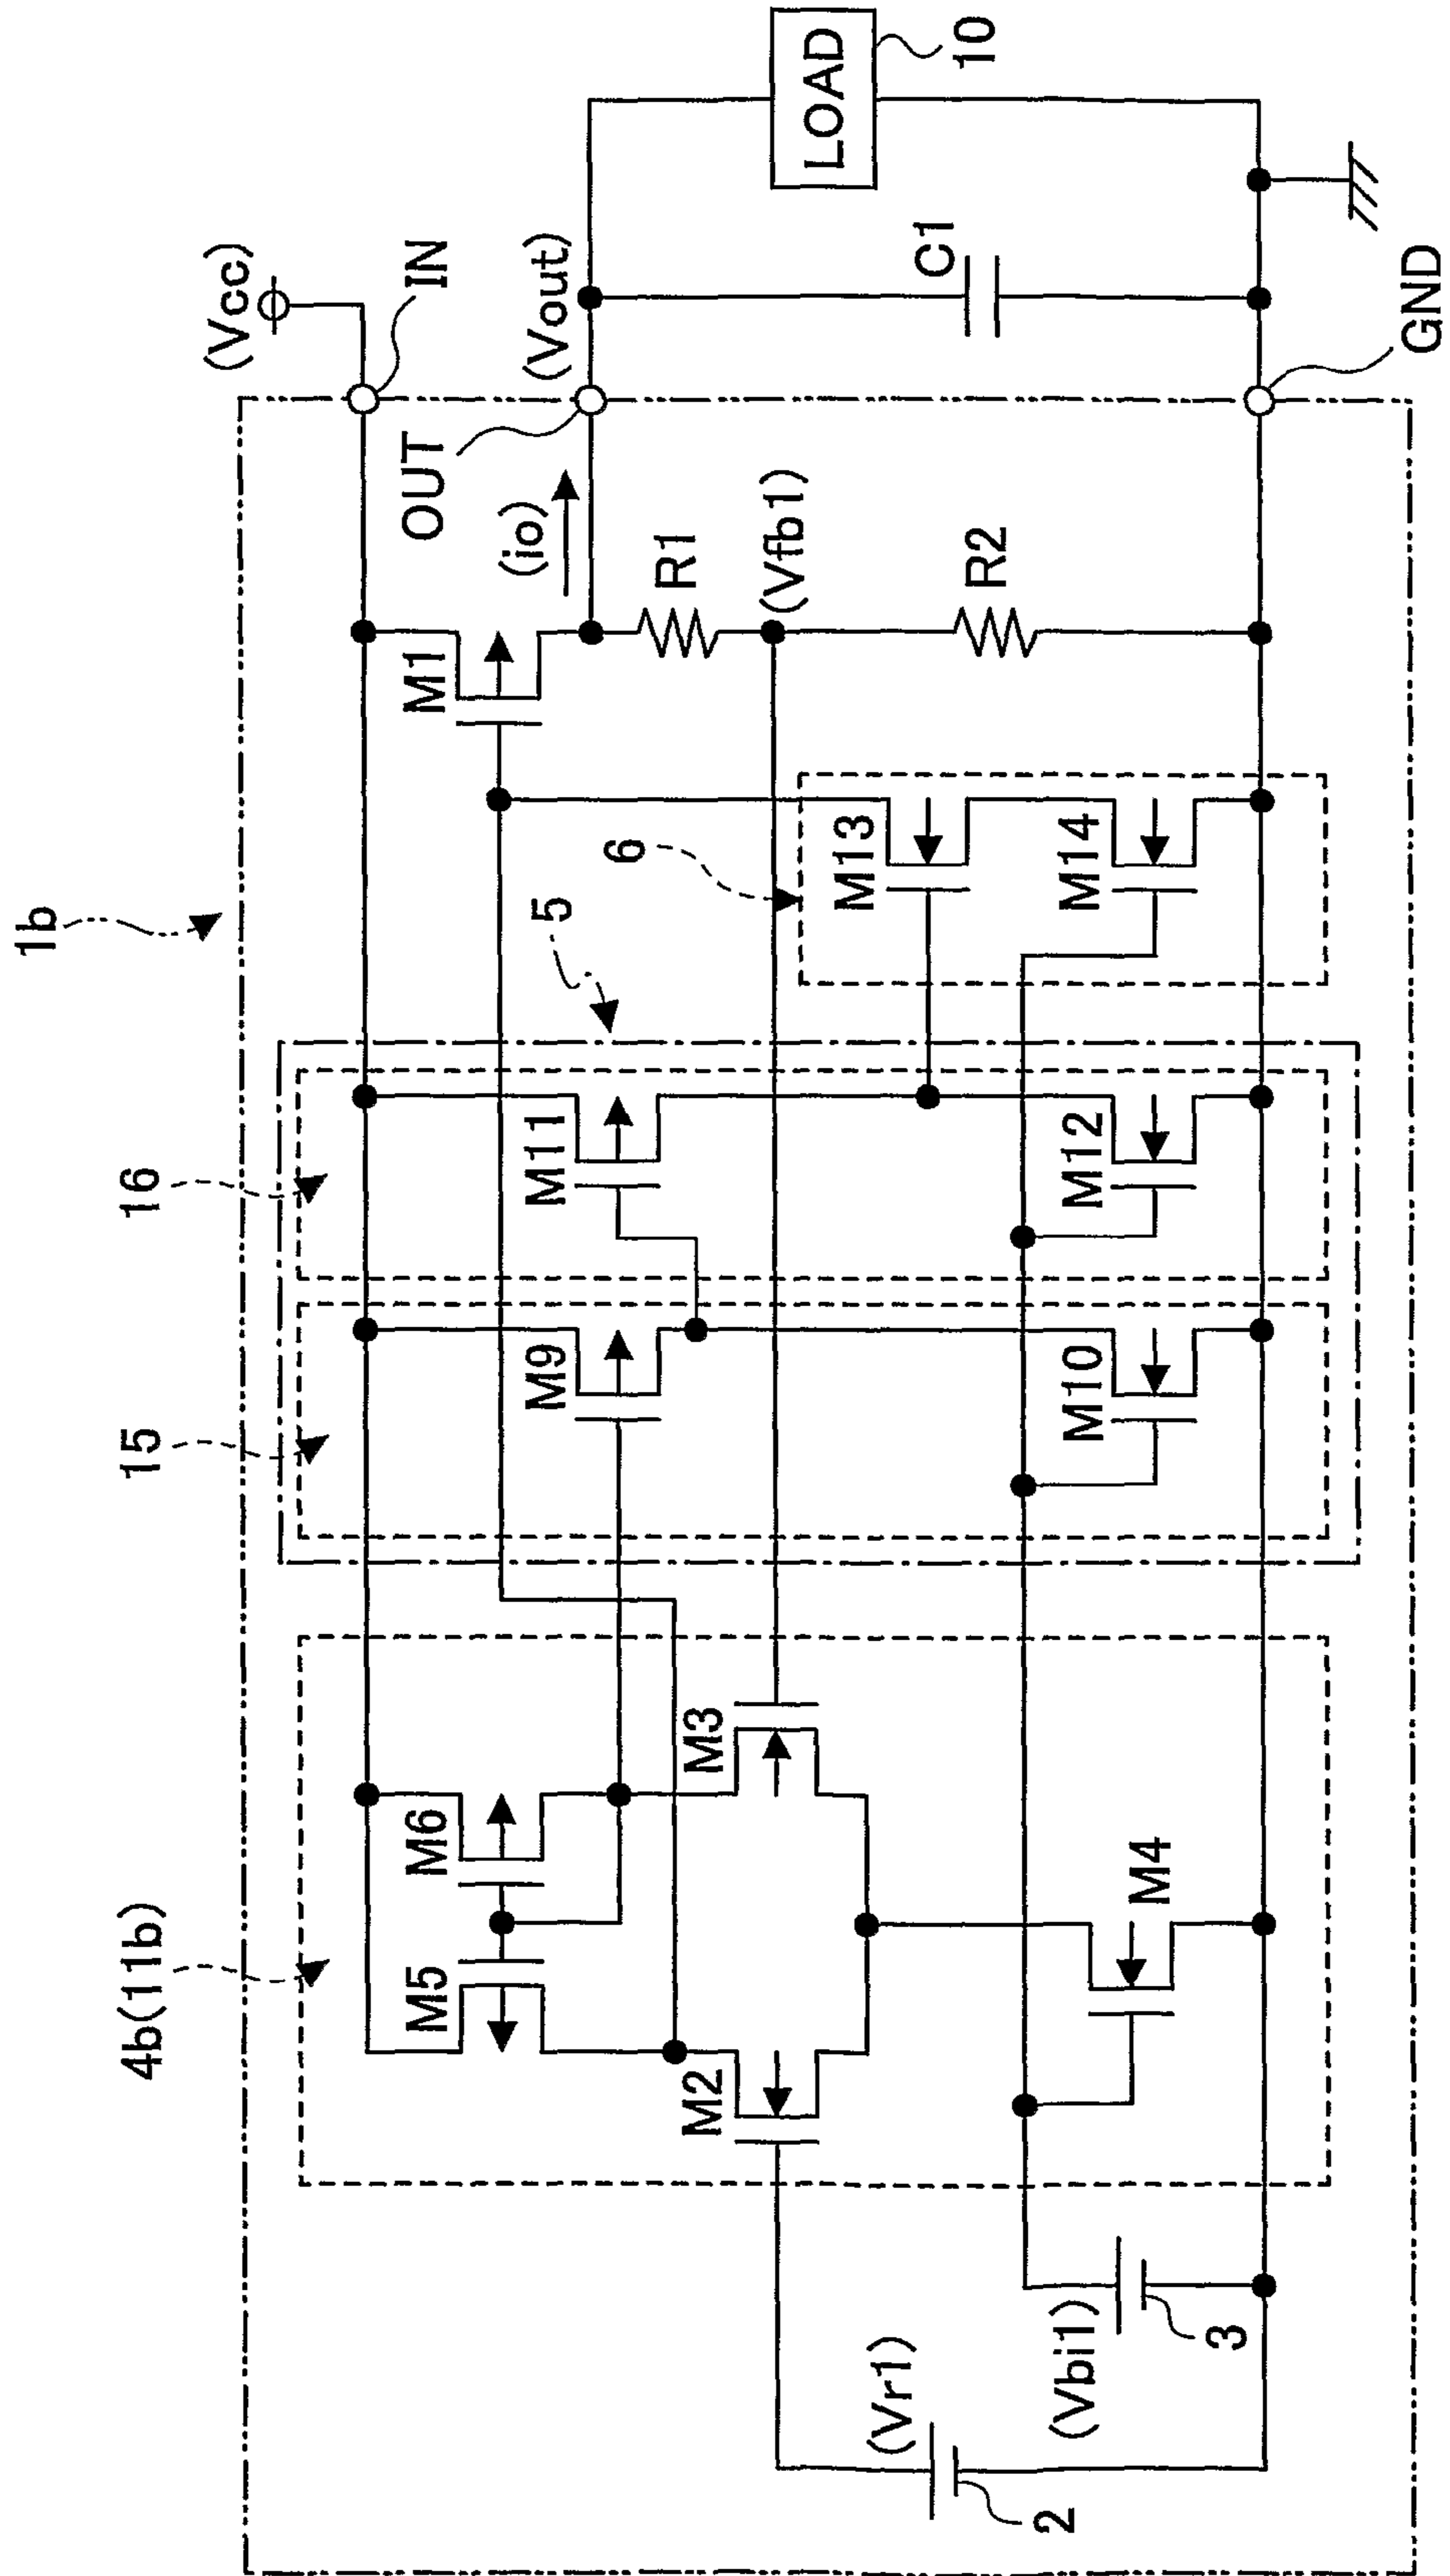 1b
(Vcc)
IN
4b(11b)
15
16
5
6
OUT
(Vout)
(io)
M5
M6
M9
M11
M1
R1
(Vfb1)
R2
C1
LOAD
10
M2
M3
M4
M10
M12
M13
M14
(Vr1)
2
(Vbi1)
3
GND